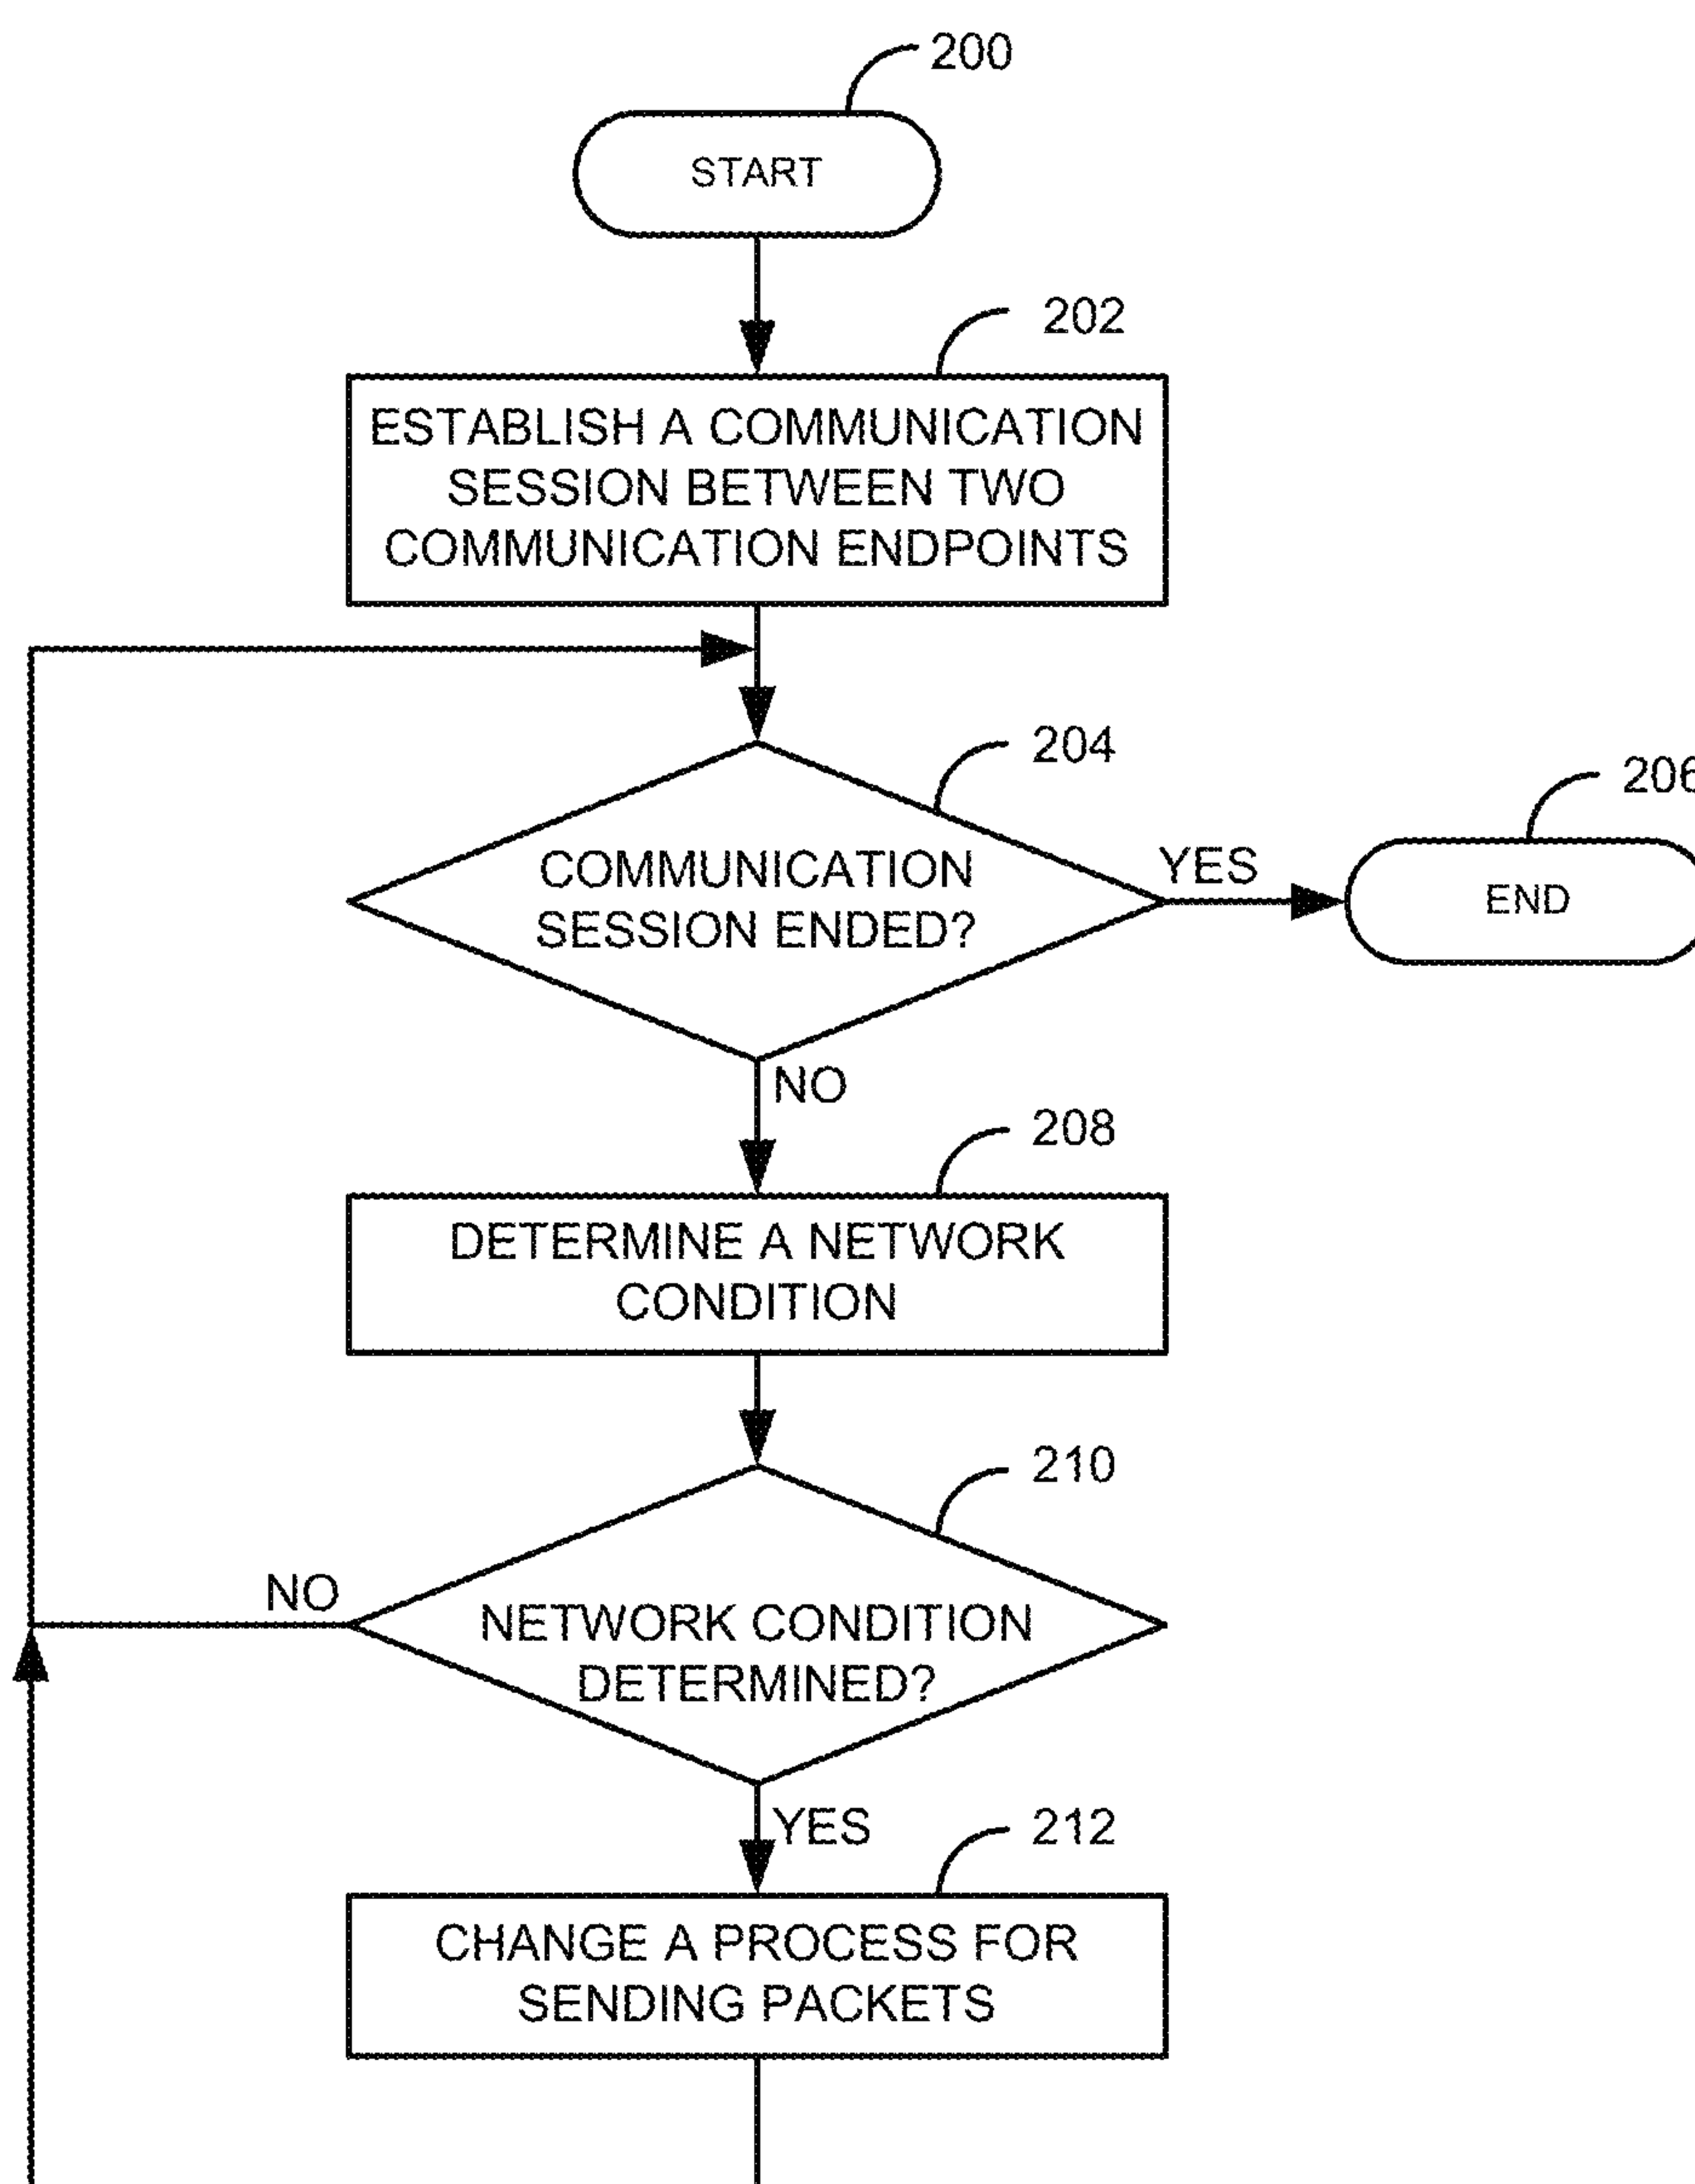 200
START
202
ESTABLISH A COMMUNICATION
SESSION BETWEEN TWO
COMMUNICATION ENDPOINTS
204
206
COMMUNICATION
SESSION ENDED?
YES
END
NO
208
DETERMINE A NETWORK
CONDITION
210
NO
NETWORK CONDITION
DETERMINED?
YES
212
CHANGE A PROCESS FOR
SENDING PACKETS